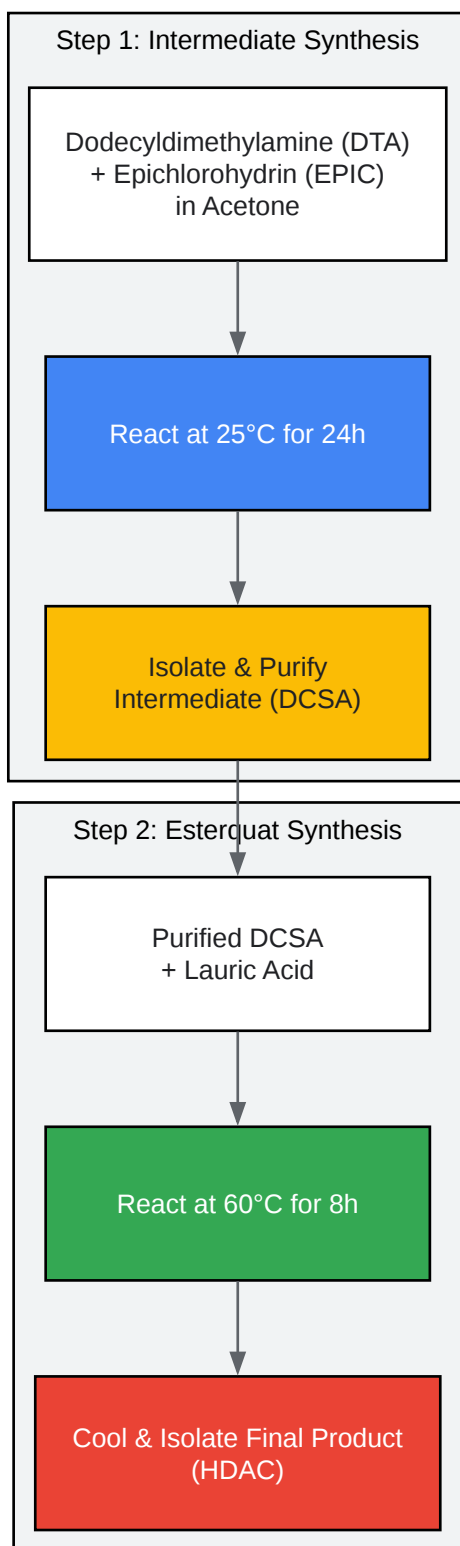 Step 1: Intermediate Synthesis
Dodecyldimethylamine (DTA)
+ Epichlorohydrin (EPIC)
in Acetone
React at 25°C for 24h
Isolate & Purify
Intermediate (DCSA)
Step 2: Esterquat Synthesis
Purified DCSA
+ Lauric Acid
React at 60°C for 8h
Cool & Isolate Final Product
(HDAC)